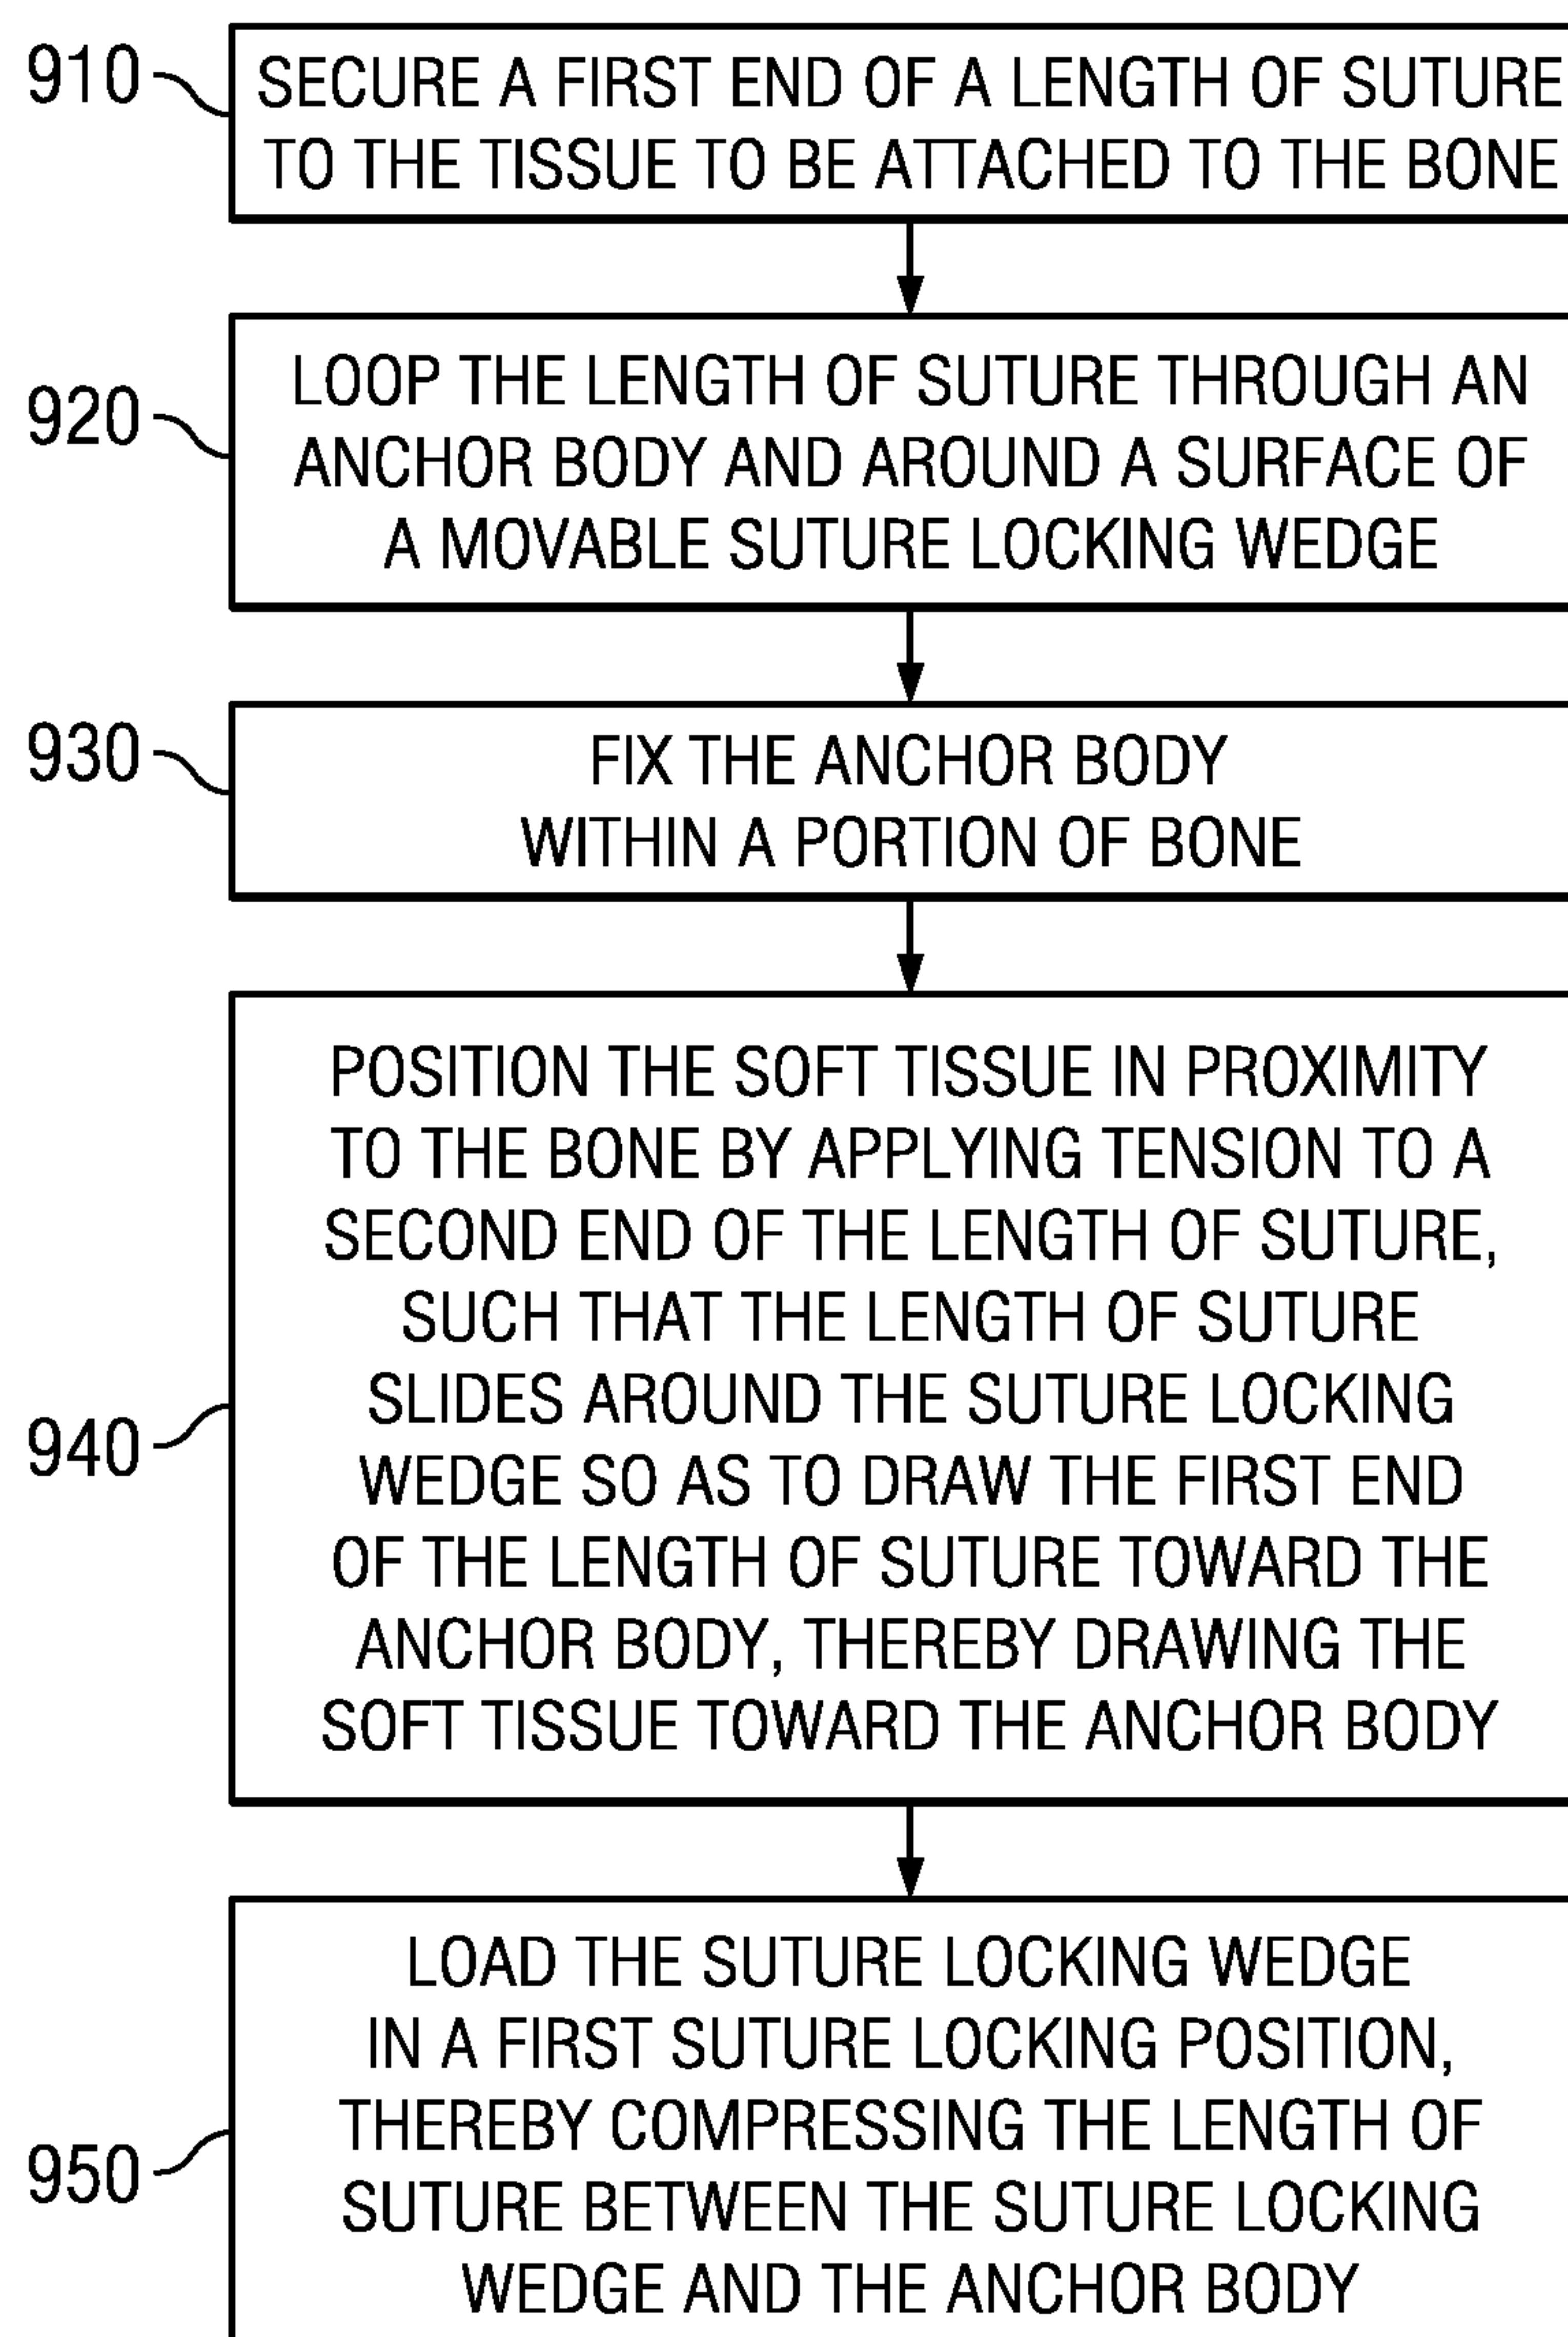 910
SECURE A FIRST END OF A LENGTH OF SUTURE
TO THE TISSUE TO BE ATTACHED TO THE BONE
920
LOOP THE LENGTH OF SUTURE THROUGH AN
ANCHOR BODY AND AROUND A SURFACE OF
A MOVABLE SUTURE LOCKING WEDGE
930
FIX THE ANCHOR BODY
WITHIN A PORTION OF BONE
940
POSITION THE SOFT TISSUE IN PROXIMITY
TO THE BONE BY APPLYING TENSION TO A
SECOND END OF THE LENGTH OF SUTURE,
SUCH THAT THE LENGTH OF SUTURE
SLIDES AROUND THE SUTURE LOCKING
WEDGE SO AS TO DRAW THE FIRST END
OF THE LENGTH OF SUTURE TOWARD THE
ANCHOR BODY, THEREBY DRAWING THE
SOFT TISSUE TOWARD THE ANCHOR BODY
950
LOAD THE SUTURE LOCKING WEDGE
IN A FIRST SUTURE LOCKING POSITION,
THEREBY COMPRESSING THE LENGTH OF
SUTURE BETWEEN THE SUTURE LOCKING
WEDGE AND THE ANCHOR BODY